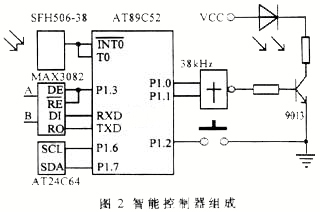 SFH506-38
AT89C52
VCC
INT0
T0
38kHz
MAX3082
A
DE
RE
P1.3
P1.0
P1.1
B
DI
RXD
RO
TXD
9013
SCL
P1.6
P1.2
SDA
P1.7
AT24C64
图 2 智能控制器组成